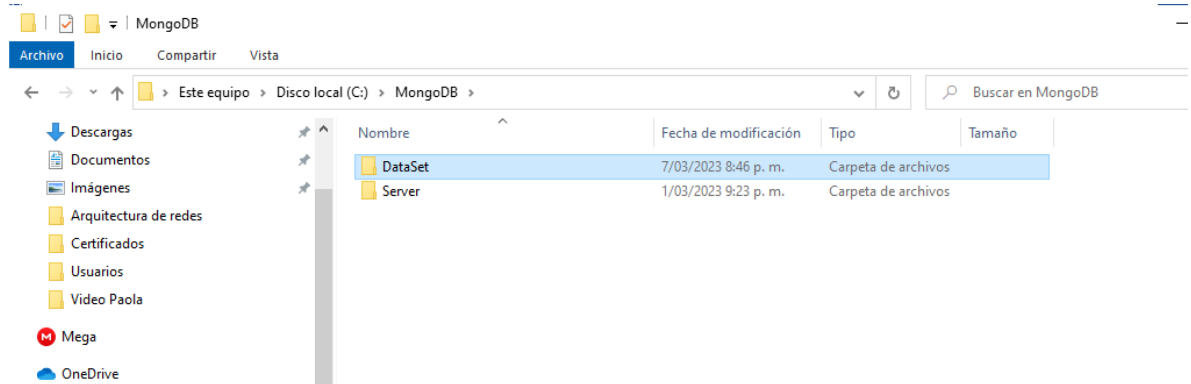 MongoDB
Archivo Inicio Compartir Vista
Este equipo > Disco local (C:) > MongoDB > Buscar en MongoDB
Descargas
Documentos
Imágenes
Arquitectura de redes
Certificados
Usuarios
Video Paola
Mega
OneDrive
Nombre Fecha de modificación Tipo Tamaño
DataSet 7/03/2023 8:46 p. m. Carpeta de archivos
Server 1/03/2023 9:23 p. m. Carpeta de archivos